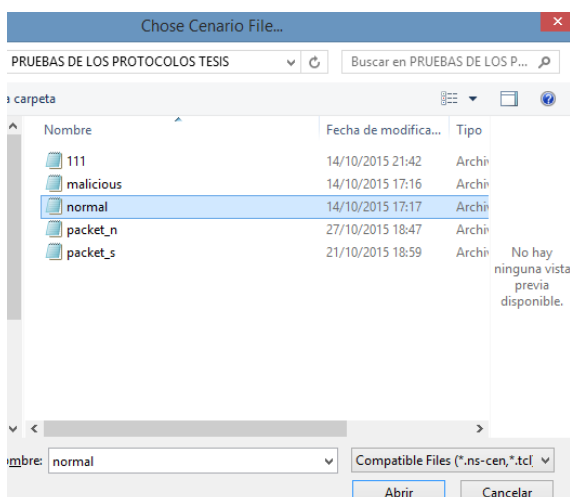 Chose Cenario File...
PRUEBAS DE LOS PROTOCOLOS TESIS
Buscar en PRUEBAS DE LOS P...
a carpeta
Nombre Fecha de modifica... Tipo
111 14/10/2015 21:42 Archiv
malicious 14/10/2015 17:16 Archiv
normal 14/10/2015 17:17 Archiv
packet_n 27/10/2015 18:47 Archiv
packet_s 21/10/2015 18:59 Archiv
No hay
ninguna vista
previa
disponible.
ombre: normal
Compatible Files (*.ns-cen,*.tcl,
Abrir Cancelar